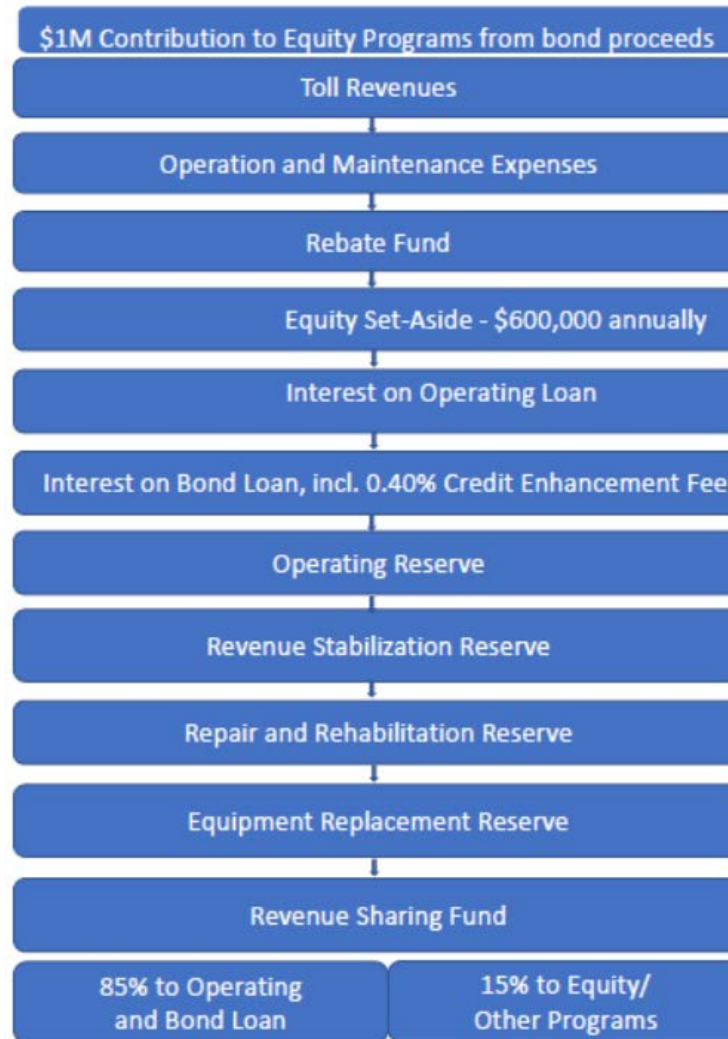 $1M Contribution to Equity Programs from bond proceeds
Toll Revenues
Operation and Maintenance Expenses
Rebate Fund
Equity Set-Aside - $600,000 annually
Interest on Operating Loan
Interest on Bond Loan, incl. 0.40% Credit Enhancement Fee
Operating Reserve
Revenue Stabilization Reserve
Repair and Rehabilitation Reserve
Equipment Replacement Reserve
Revenue Sharing Fund
85% to Operating
and Bond Loan
15% to Equity/
Other Programs